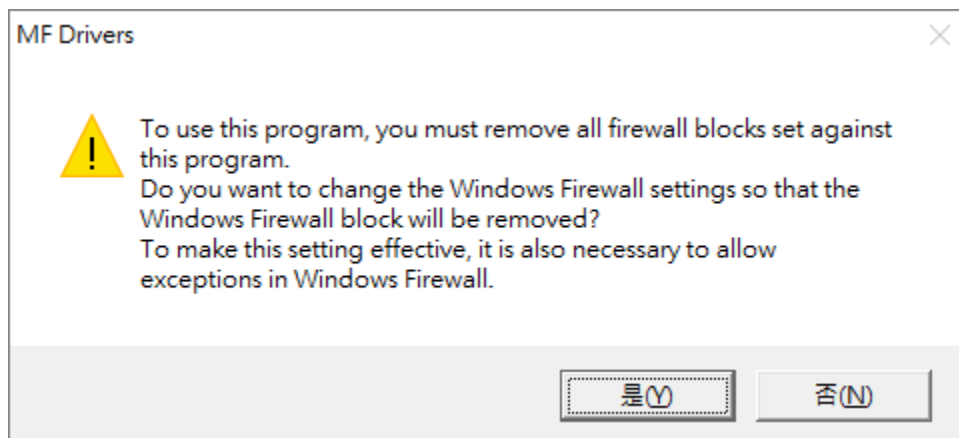 MF Drivers
To use this program, you must remove all firewall blocks set against
this program.
Do you want to change the Windows Firewall settings so that the
Windows Firewall block will be removed?
To make this setting effective, it is also necessary to allow
exceptions in Windows Firewall.
是(Y)
否(N)